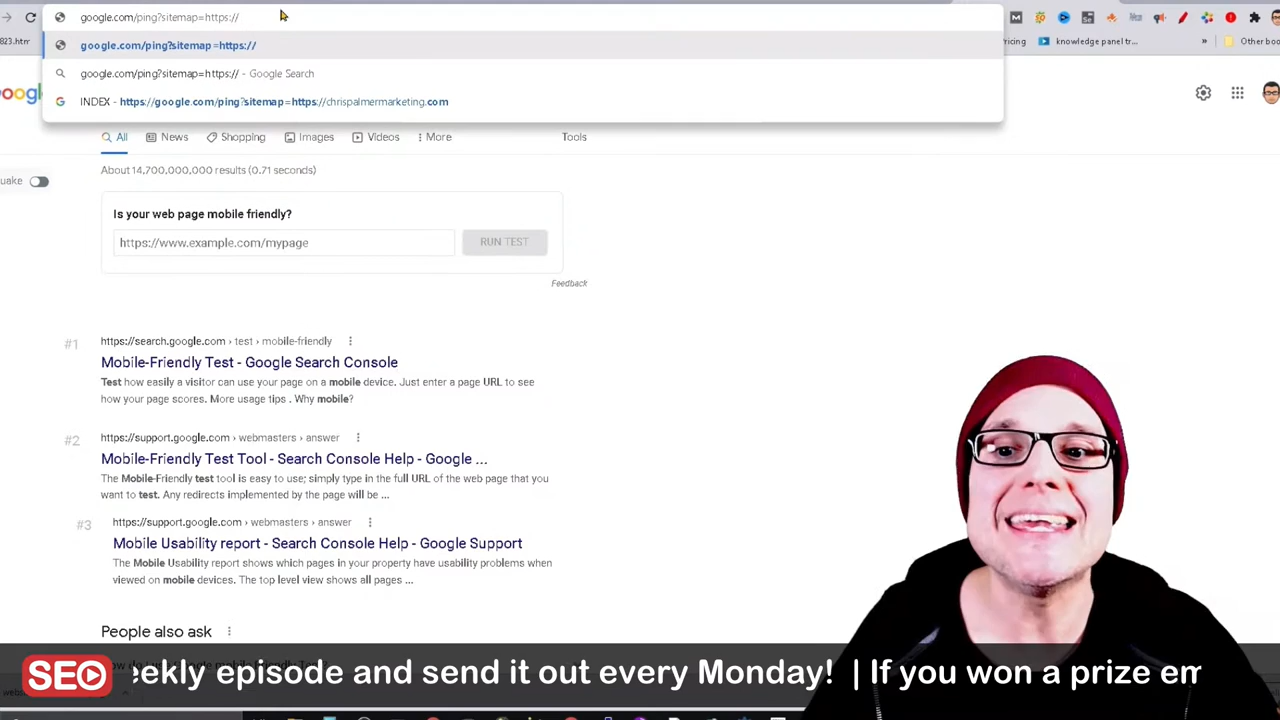 google.com/ping?sitemap=https://
google.com/ping?sitemap=https://
google.com/ping?sitemap=https:// - Google Search
INDEX - https://google.com/ping?sitemap=https://chrispalmermarketing.com
knowledge panel tr...
»
Other boo
All News Shopping Images Videos More Tools
About 14,700,000,000 results (0.71 seconds)
Is your web page mobile friendly?
https://www.example.com/mypage RUN TEST
Feedback
#1 https://search.google.com › test › mobile-friendly
Mobile-Friendly Test - Google Search Console
Test how easily a visitor can use your page on a mobile device. Just enter a page URL to see
how your page scores. More usage tips . Why mobile?
#2 https://support.google.com › webmasters › answer
Mobile-Friendly Test Tool - Search Console Help - Google ...
The Mobile-Friendly test tool is easy to use; simply type in the full URL of the web page that you
want to test. Any redirects implemented by the page will be ...
#3 https://support.google.com › webmasters › answer
Mobile Usability report - Search Console Help - Google Support
The Mobile Usability report shows which pages in your property have usability problems when
viewed on mobile devices. The top level view shows all pages ...
People also ask
SEO eekly episode and send it out every Monday! | If you won a prize em